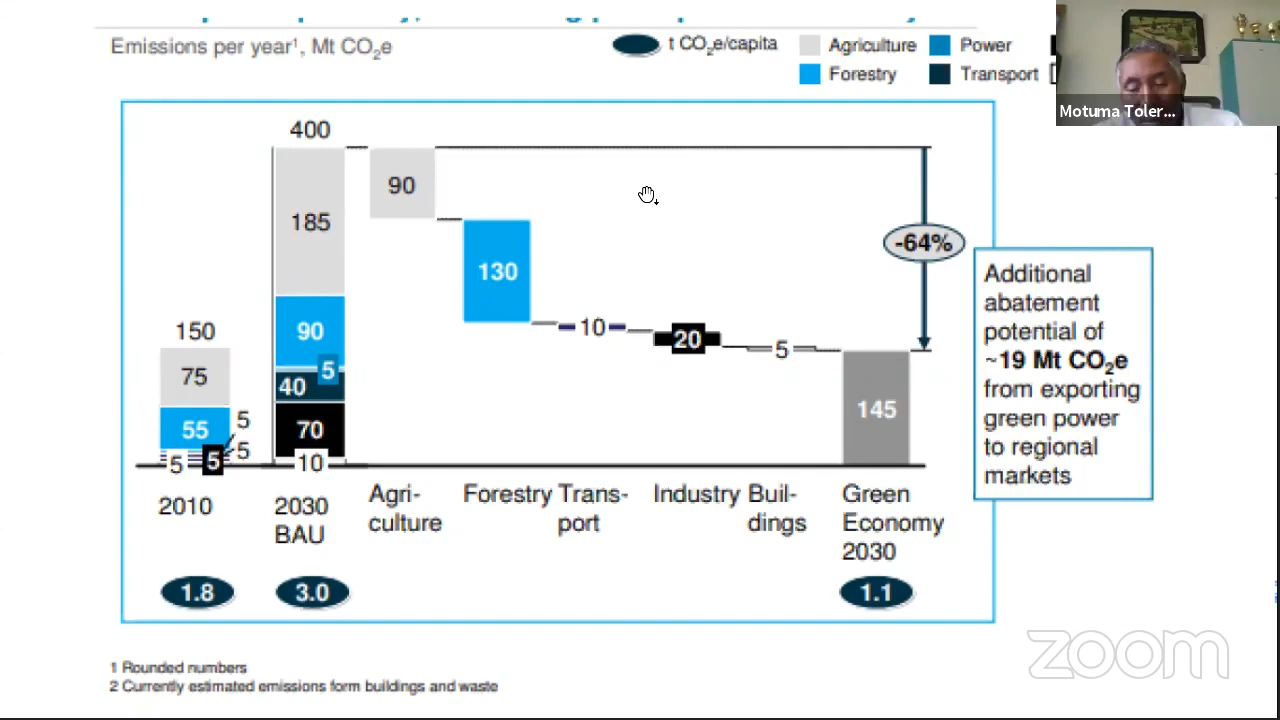 Emissions per year¹, Mt CO₂e
t CO₂e/capita
Agriculture
Power
Forestry
Transport
Motuma Toler...
400
90
185
-64%
130
90
10
20
5
5
150
75
40
145
55
5
70
5
5
5
10
Additional
abatement
potential of
~19 Mt CO₂e
from exporting
green power
to regional
markets
2010
2030
BAU
Agri-
culture
Forestry
Trans-
port
Industry
Buil-
dings
Green
Economy
2030
1.8
3.0
1.1
zoom
1 Rounded numbers
2 Currently estimated emissions form buildings and waste